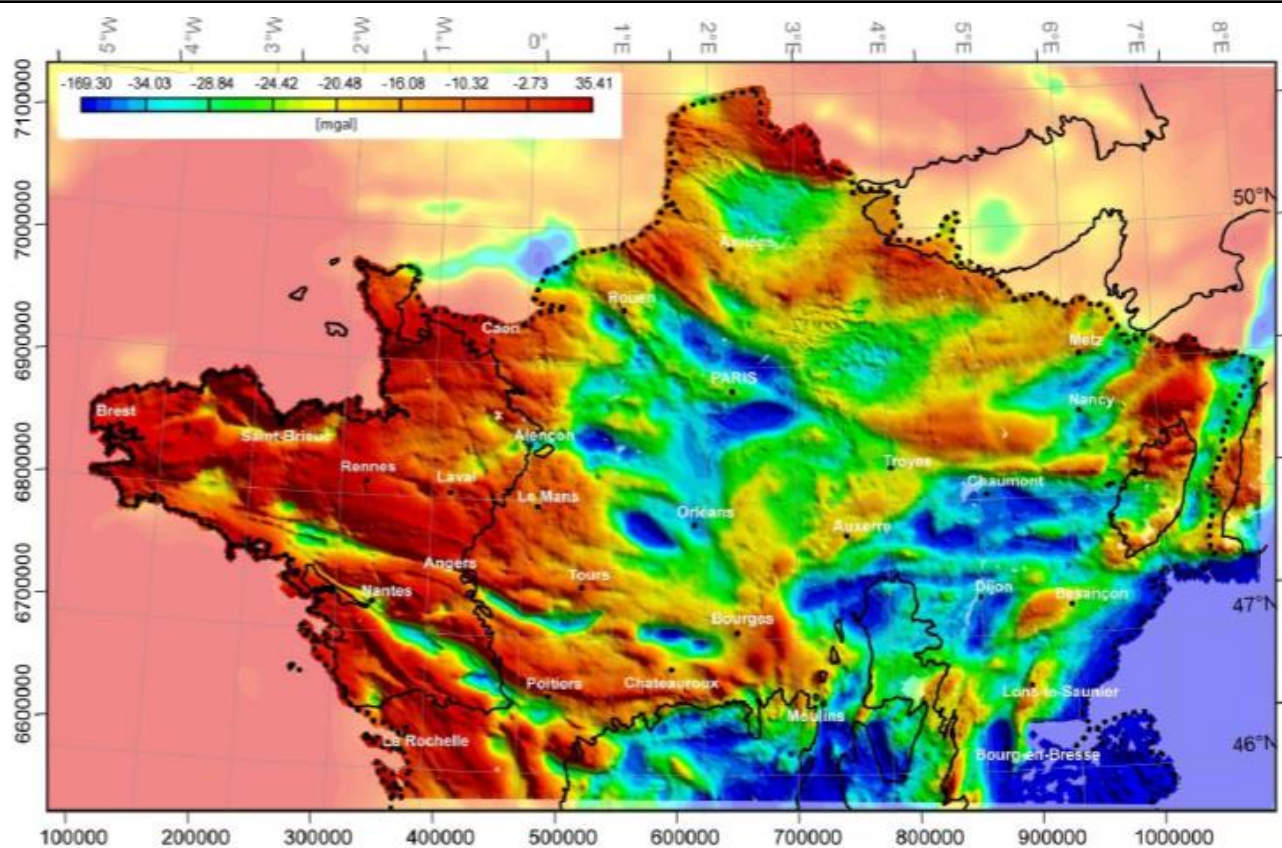 5°W 4°W 3°W 2°W 1°W 0° 1°E 2°E 3°E 4°E 5°E 6°E 7°E 8°E
-169.30 -34.03 -28.84 -24.42 -20.48 -16.08 -10.32 -2.73 35.41
[mgal]
7100000
7000000
6900000
6800000
6700000
6600000
50°N
47°N
46°N
Amiens
Rouen
Caen
Metz
PARIS
Nancy
Brest
Saint-Brieuc
Alençon
Rennes
Laval
Troyes
Chaumont
Le Mans
Orléans
Auxerre
Angers
Tours
Nantes
Dijon
Besançon
Bourges
Poitiers
Chateauroux
Lons-le-Saunier
Moulins
La Rochelle
Bourg-en-Bresse
100000 200000 300000 400000 500000 600000 700000 800000 900000 1000000